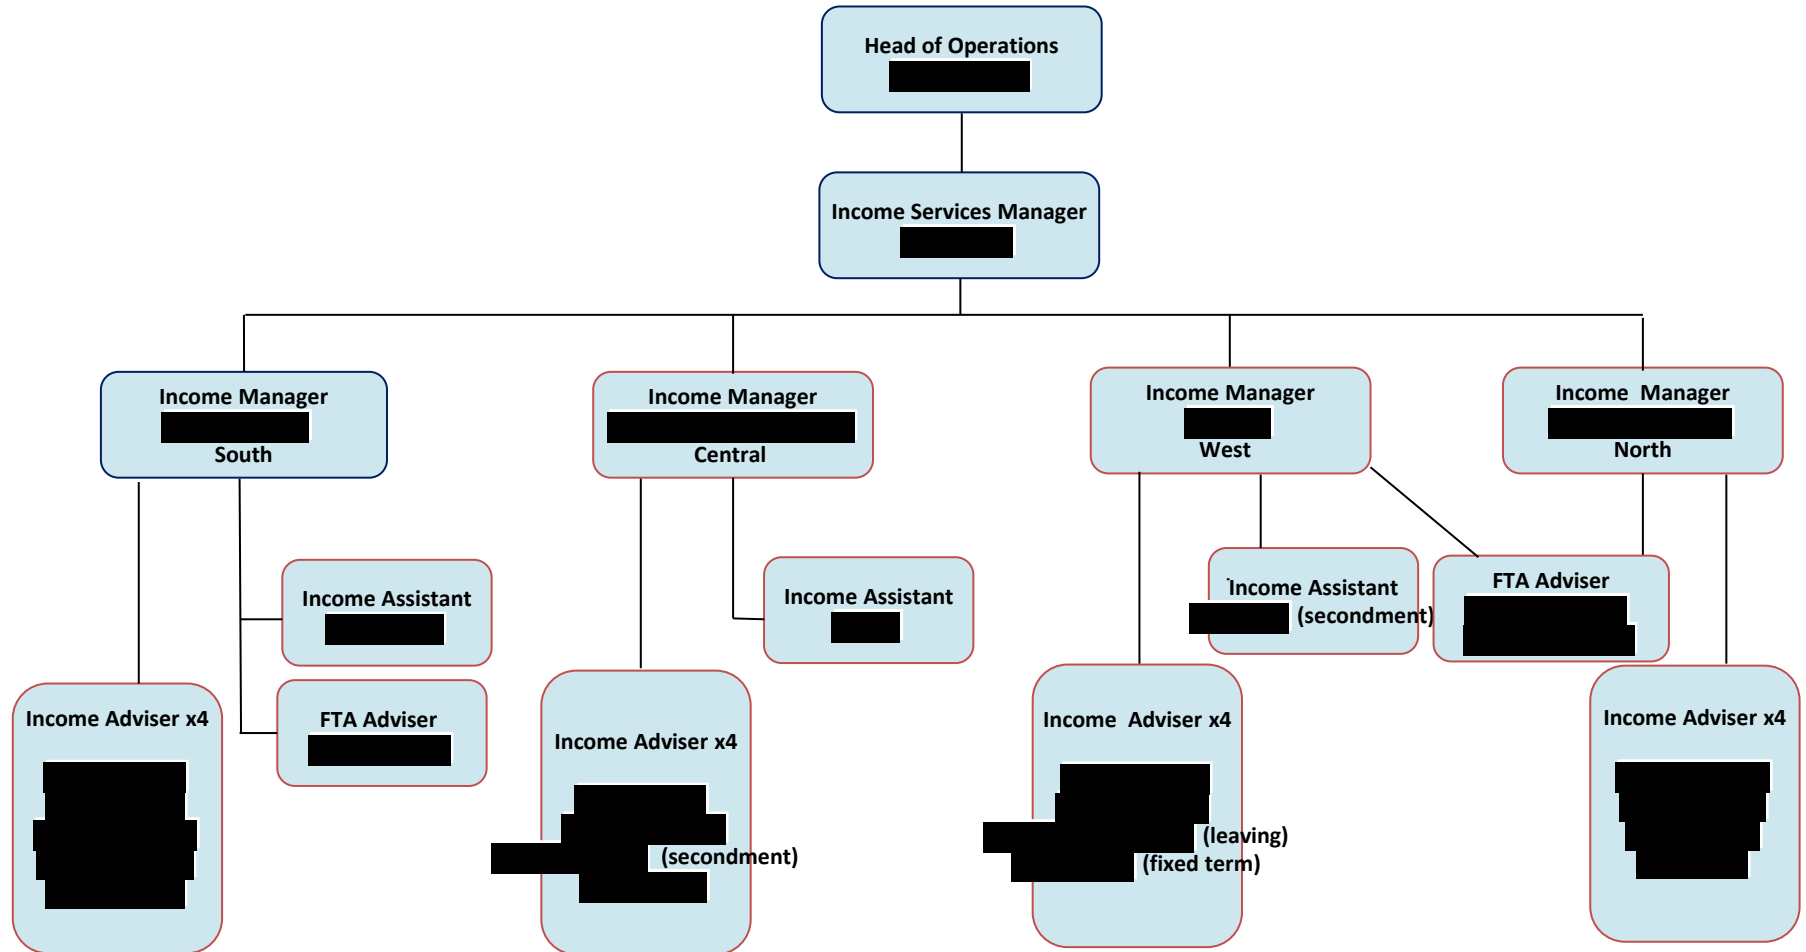 Head of Operations
Income Services Manager
Income Manager
South
Income Manager
Central
Income Manager
West
Income  Manager
North
Income Assistant
FTA Adviser
Income Adviser x4
Income Assistant
Income Adviser x4
(secondment)
Income Assistant
(secondment)
FTA Adviser
Income  Adviser x4
(leaving)
(fixed term)
Income Adviser x4